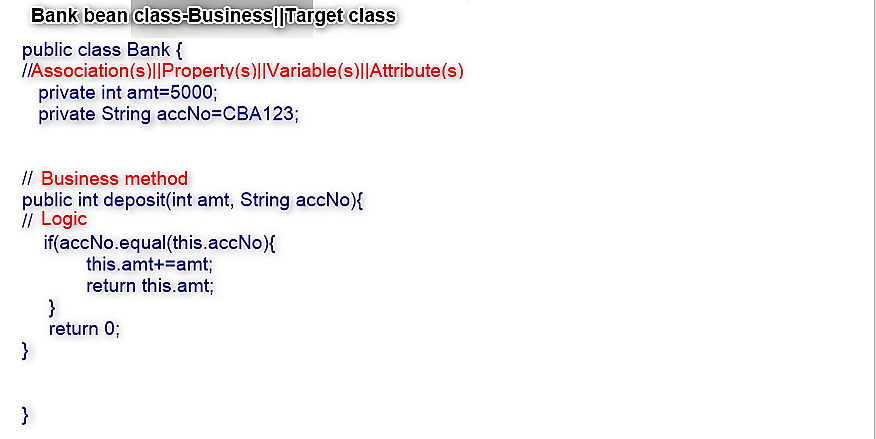 Bank bean class-Business||Target class
public class Bank {
//Association(s)||Property(s)||Variable(s)||Attribute(s)
private int amt=5000;
private String accNo=CBA123;
// Business method
public int deposit(int amt, String accNo){
// Logic
if(accNo.equal(this.accNo){
this.amt+=amt;
return this.amt;
}
return 0;
}
}